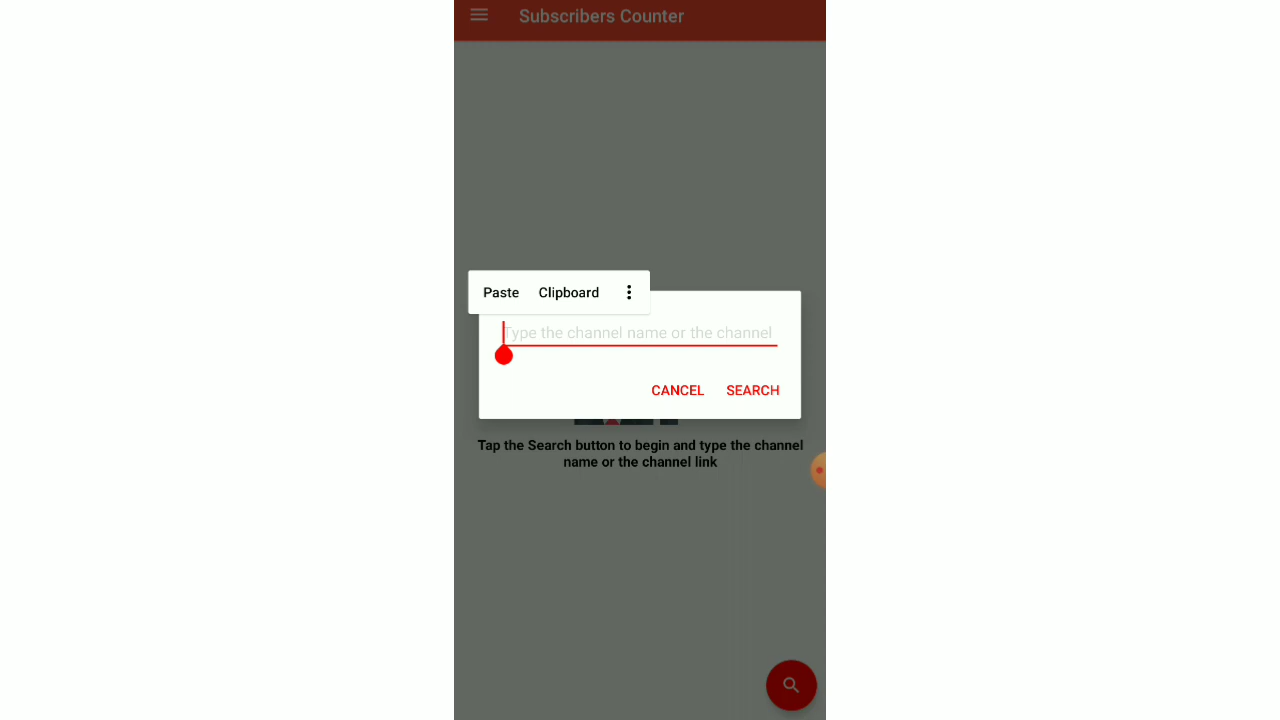 Subscribers Counter
Paste Clipboard
Type the channel name or the channel
CANCEL SEARCH
Tap the Search button to begin and type the channel
name or the channel link